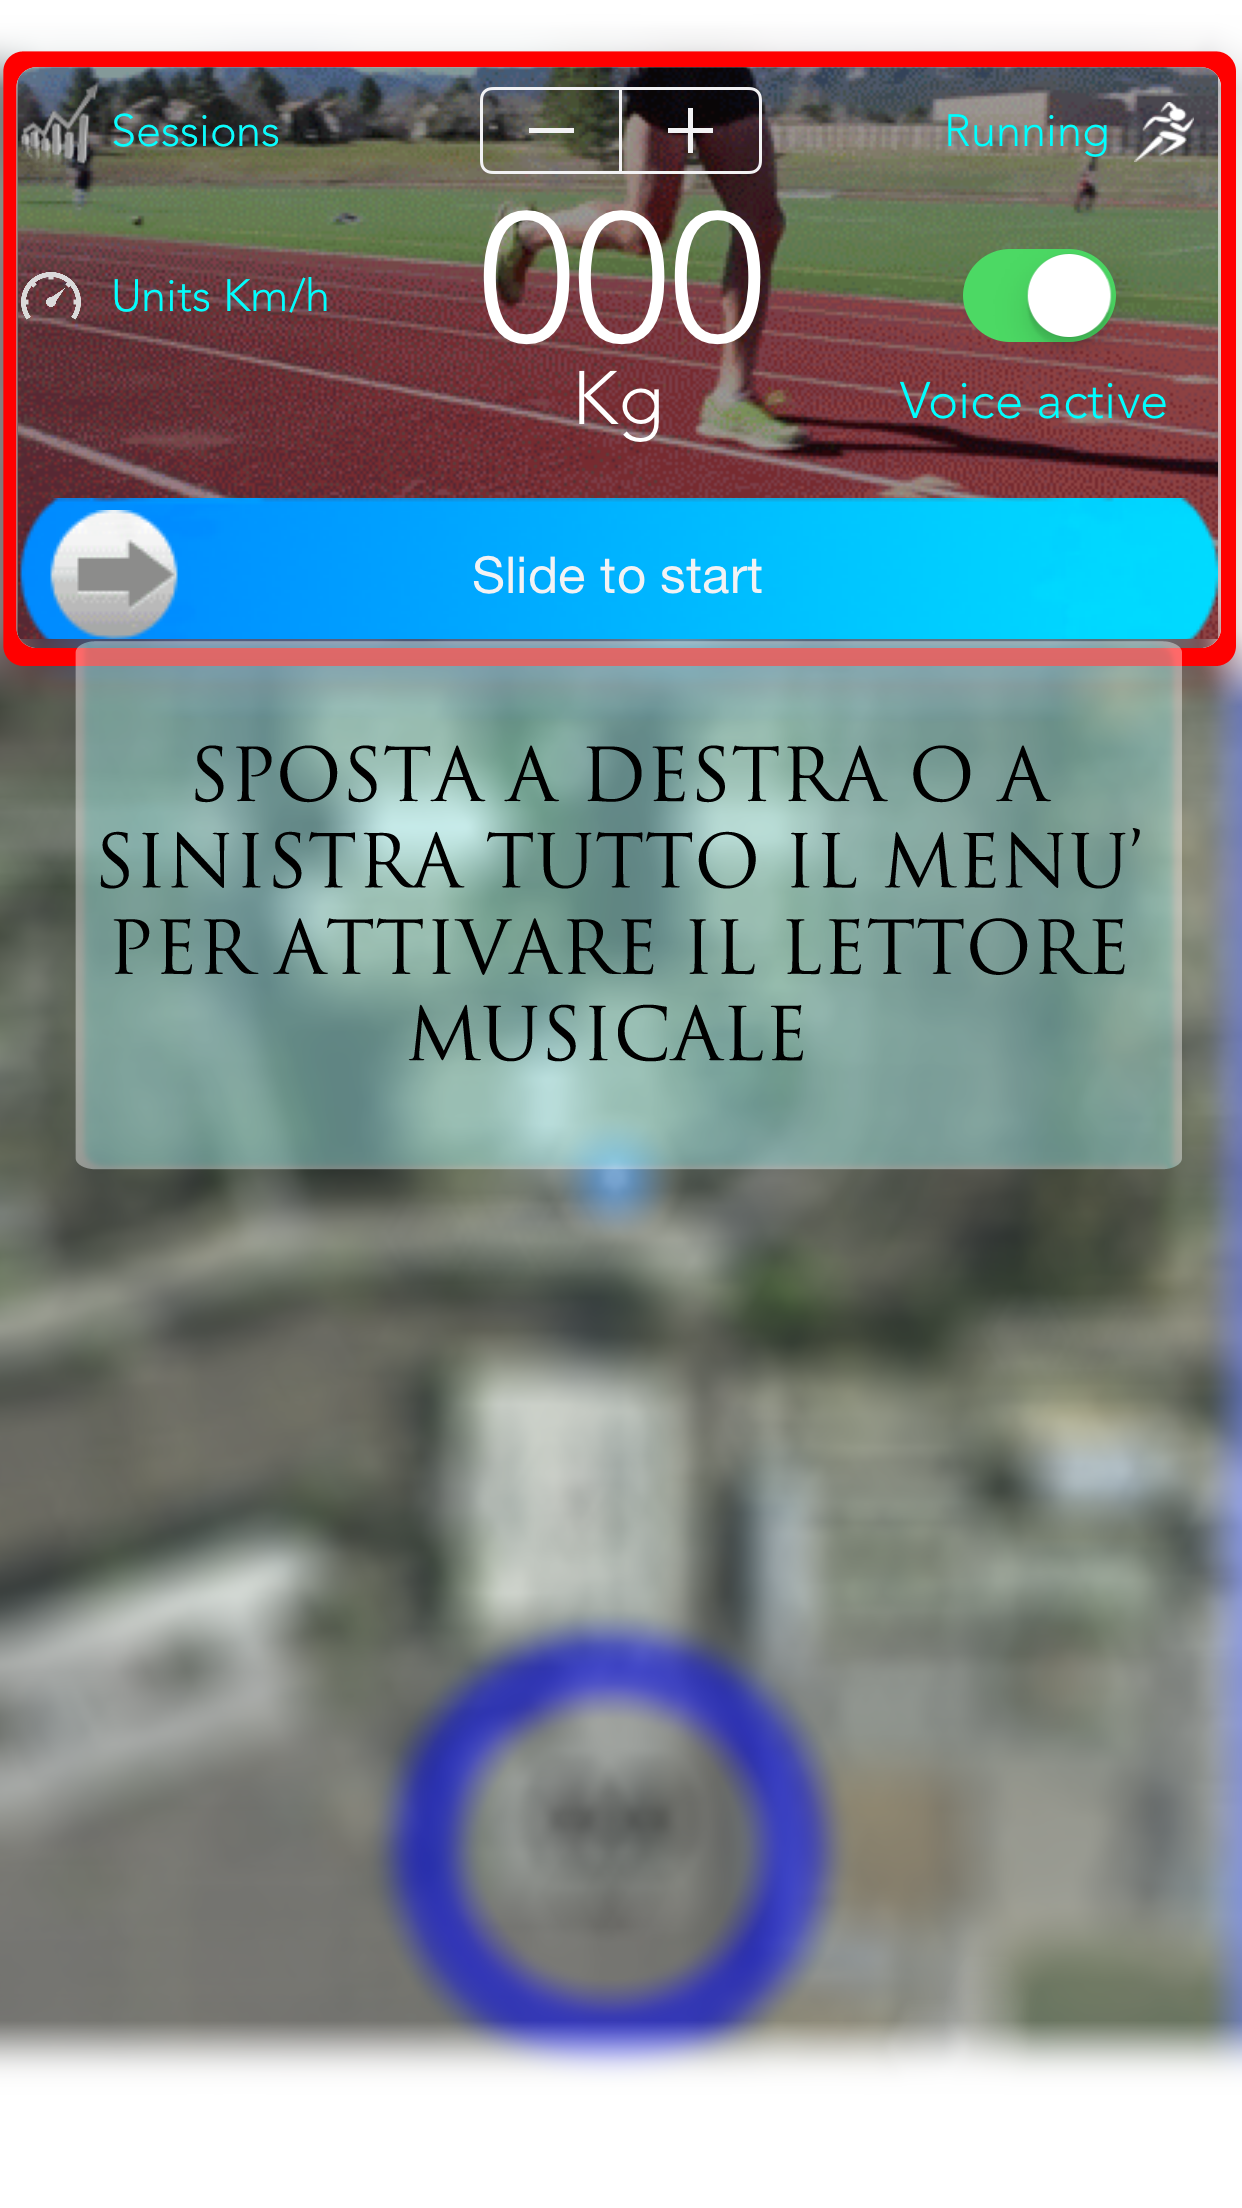 Sessions
Running
000
Units Km/h
Kg
Voice active
Slide to start
SPOSTA A DESTRA O A
SINISTRA TUTTO IL MENU’
PER ATTIVARE IL LETTORE
MUSICALE